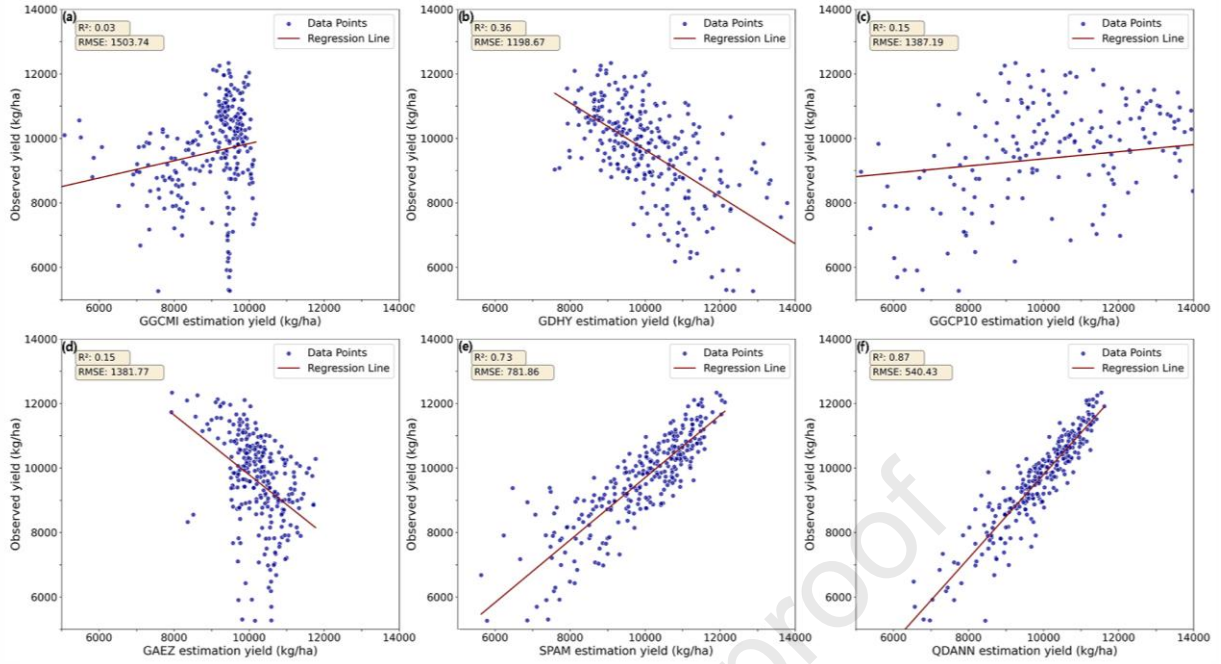 (a)
R²: 0.03
RMSE: 1503.74
Data Points
Regression Line
14000
12000
10000
8000
6000
Observed yield (kg/ha)
6000 8000 10000 12000 14000
GGCMI estimation yield (kg/ha)
(b)
R²: 0.36
RMSE: 1198.67
Data Points
Regression Line
14000
12000
10000
8000
6000
Observed yield (kg/ha)
6000 8000 10000 12000 14000
GDHY estimation yield (kg/ha)
(c)
R²: 0.15
RMSE: 1387.19
Data Points
Regression Line
14000
12000
10000
8000
6000
Observed yield (kg/ha)
6000 8000 10000 12000 14000
GGCP10 estimation yield (kg/ha)
(d)
R²: 0.15
RMSE: 1381.77
Data Points
Regression Line
14000
12000
10000
8000
6000
Observed yield (kg/ha)
6000 8000 10000 12000 14000
GAEZ estimation yield (kg/ha)
(e)
R²: 0.73
RMSE: 781.86
Data Points
Regression Line
14000
12000
10000
8000
6000
Observed yield (kg/ha)
6000 8000 10000 12000 14000
SPAM estimation yield (kg/ha)
(f)
R²: 0.87
RMSE: 540.43
Data Points
Regression Line
14000
12000
10000
8000
6000
Observed yield (kg/ha)
6000 8000 10000 12000 14000
QDANN estimation yield (kg/ha)
proof